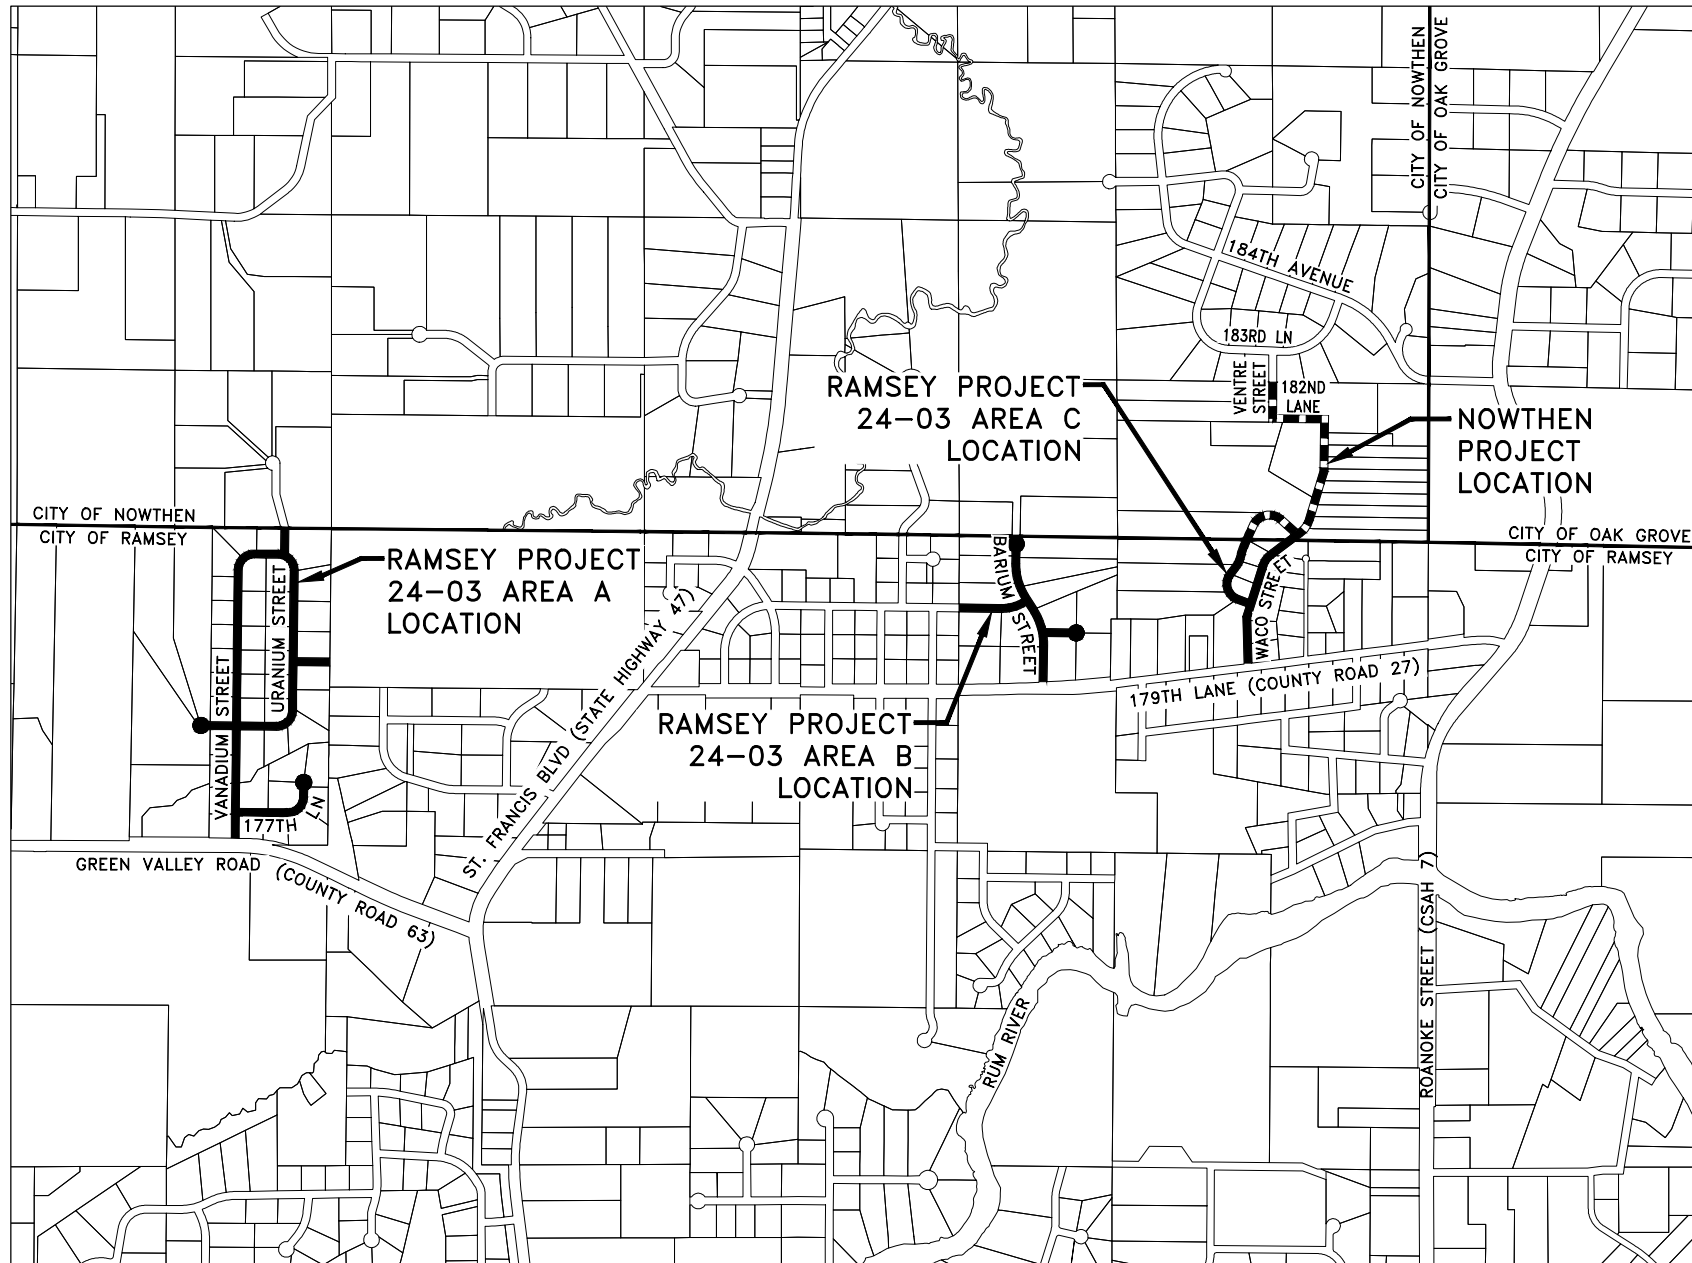 CITY OF NOWTHEN
CITY OF OAK GROVE
184TH AVENUE
183RD LN
VENTRE
STREET
182ND
LANE
RAMSEY PROJECT
24-03 AREA C
LOCATION
NOWTHEN
PROJECT
LOCATION
CITY OF NOWTHEN
CITY OF RAMSEY
CITY OF OAK GROVE
CITY OF RAMSEY
RAMSEY PROJECT
24-03 AREA A
LOCATION
URANIUM STREET
VANADIUM STREET
177TH LN
BARIUM STREET
WACO STREET
179TH LANE (COUNTY ROAD 27)
RAMSEY PROJECT
24-03 AREA B
LOCATION
ST. FRANCIS BLVD (STATE HIGHWAY 47)
GREEN VALLEY ROAD (COUNTY ROAD 63)
RUM RIVER
ROANOKE STREET (CSAH 7)